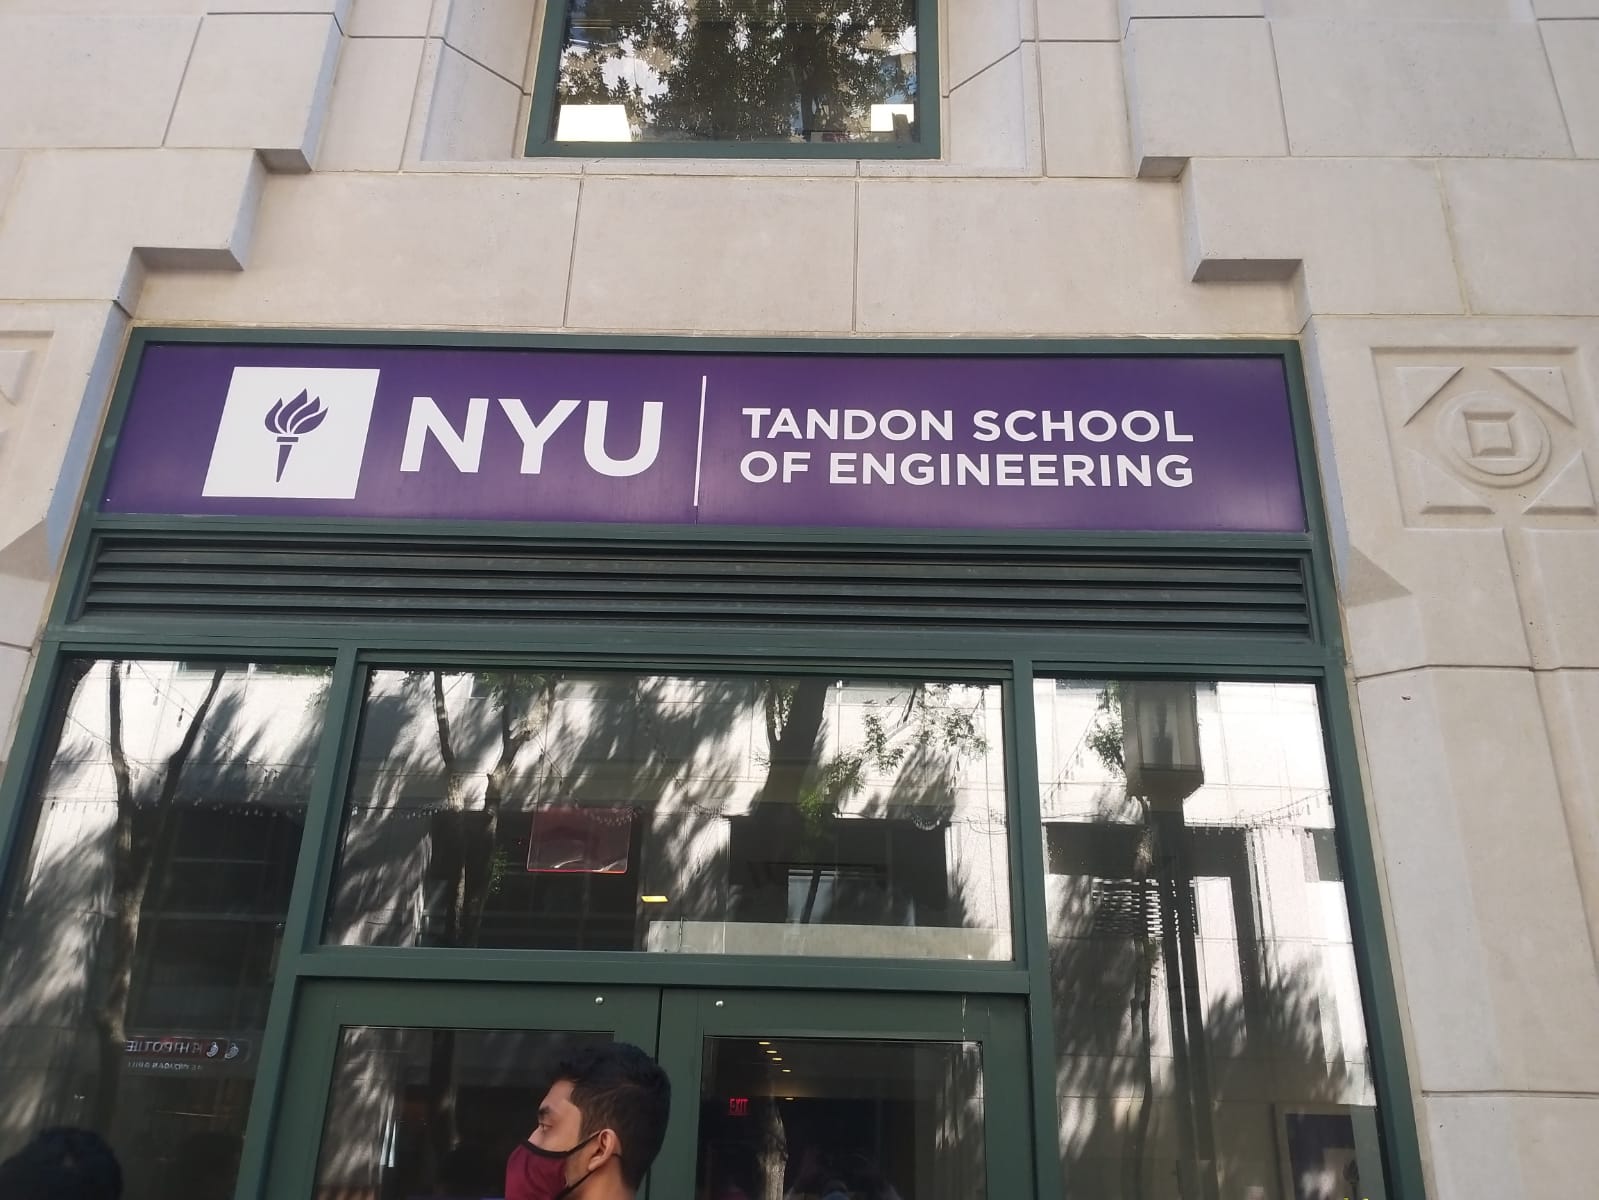 NYU
TANDON SCHOOL
OF ENGINEERING
EXIT